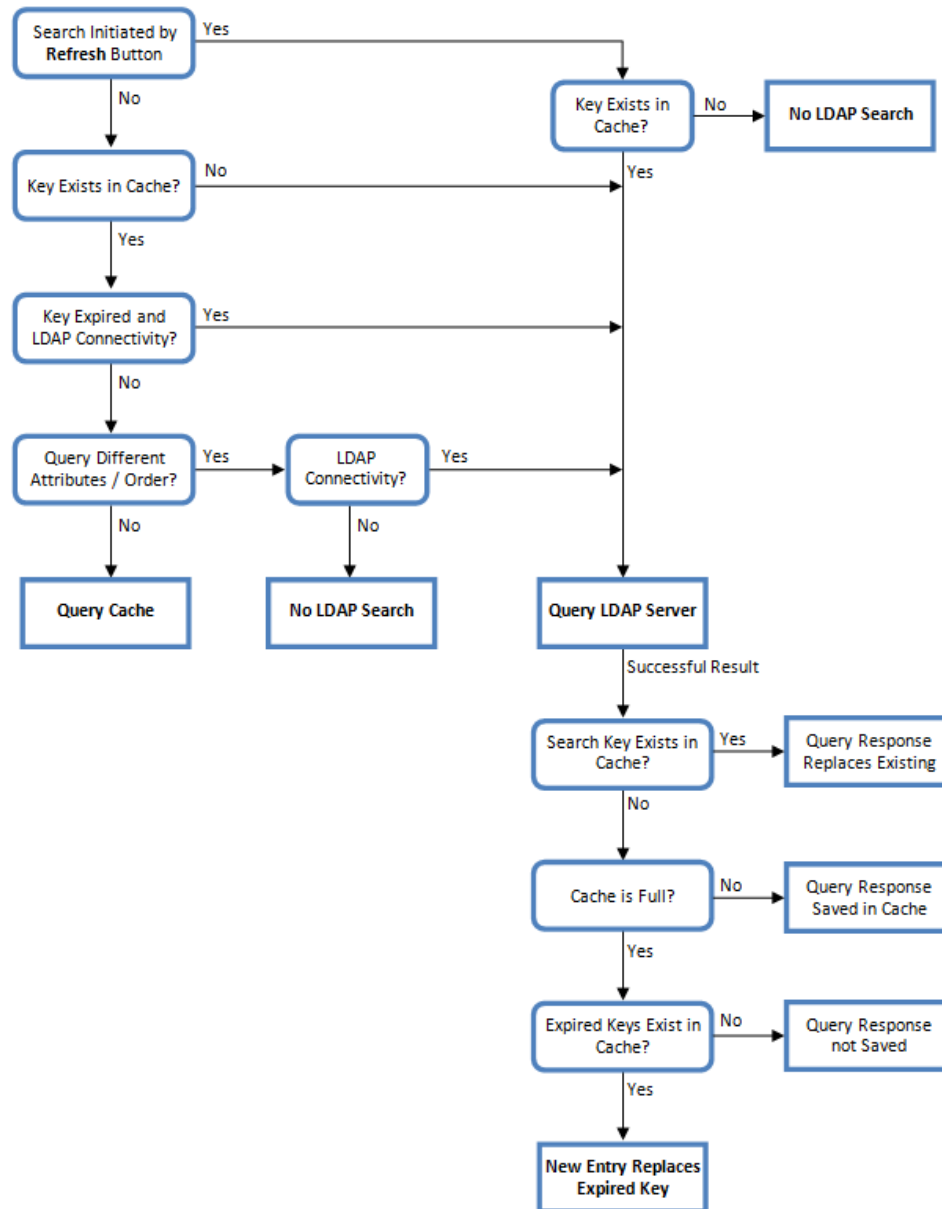 Search Initiated by
Refresh Button
Yes
No
Key Exists in
Cache?
No
No LDAP Search
Yes
Key Exists in Cache?
No
Yes
Key Expired and
LDAP Connectivity?
Yes
No
Query Different
Attributes / Order?
Yes
LDAP
Connectivity?
Yes
No
No
Query Cache
No LDAP Search
Query LDAP Server
Successful Result
Search Key Exists in
Cache?
Yes
Query Response
Replaces Existing
No
Cache is Full?
No
Query Response
Saved in Cache
Yes
Expired Keys Exist in
Cache?
No
Query Response
not Saved
Yes
New Entry Replaces
Expired Key